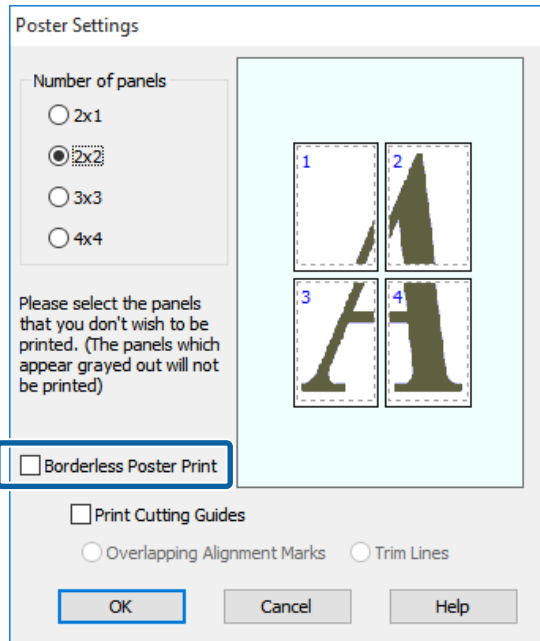 Poster Settings
Number of panels
2x1
2x2
3x3
4x4
1
2
3
4
Please select the panels
that you don't wish to be
printed. (The panels which
appear grayed out will not
be printed)
Borderless Poster Print
Print Cutting Guides
Overlapping Alignment Marks
Trim Lines
OK
Cancel
Help